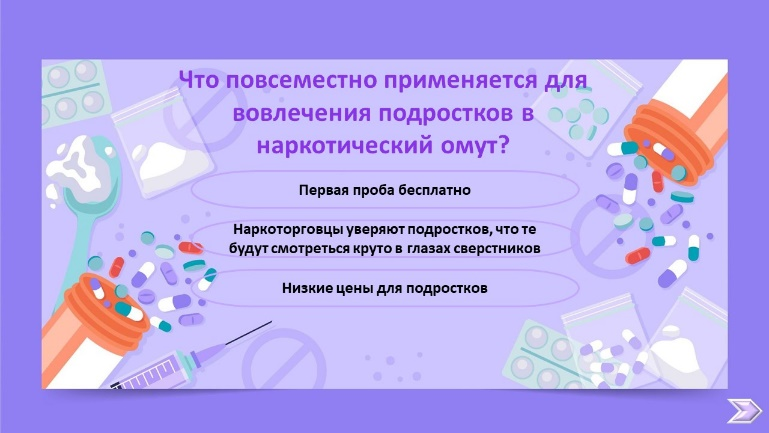 Что повсеместно применяется для
вовлечения подростков в
наркотический омут?
Первая проба бесплатно
Наркоторговцы уверяют подростков, что те
будут смотреться круто в глазах сверстников
Низкие цены для подростков